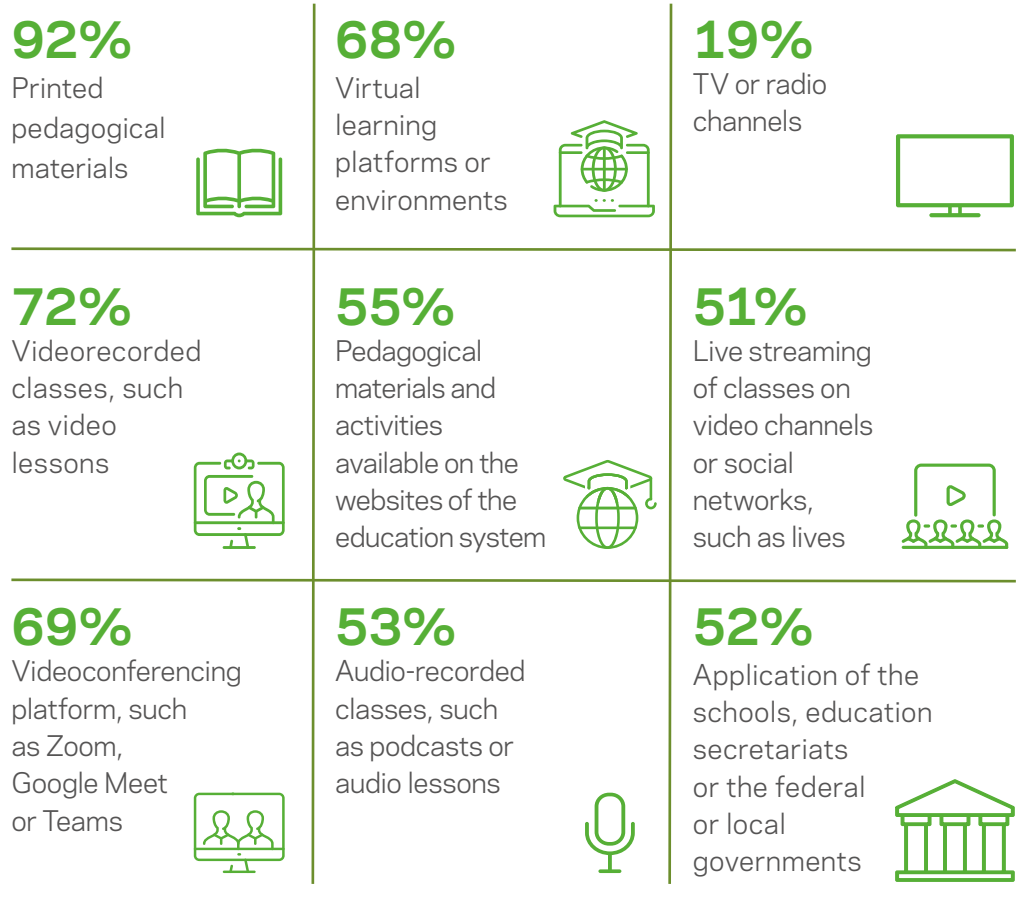 92%
Printed
pedagogical
materials
68%
Virtual
learning
platforms or
environments
19%
TV or radio
channels
72%
Videorecorded
classes, such
as video
lessons
55%
Pedagogical
materials and
activities
available on the
websites of the
education system
51%
Live streaming
of classes on
video channels
or social
networks,
such as lives
69%
Videoconferencing
platform, such
as Zoom,
Google Meet
or Teams
53%
Audio-recorded
classes, such
as podcasts or
audio lessons
52%
Application of the
schools, education
secretariats
or the federal
or local
governments